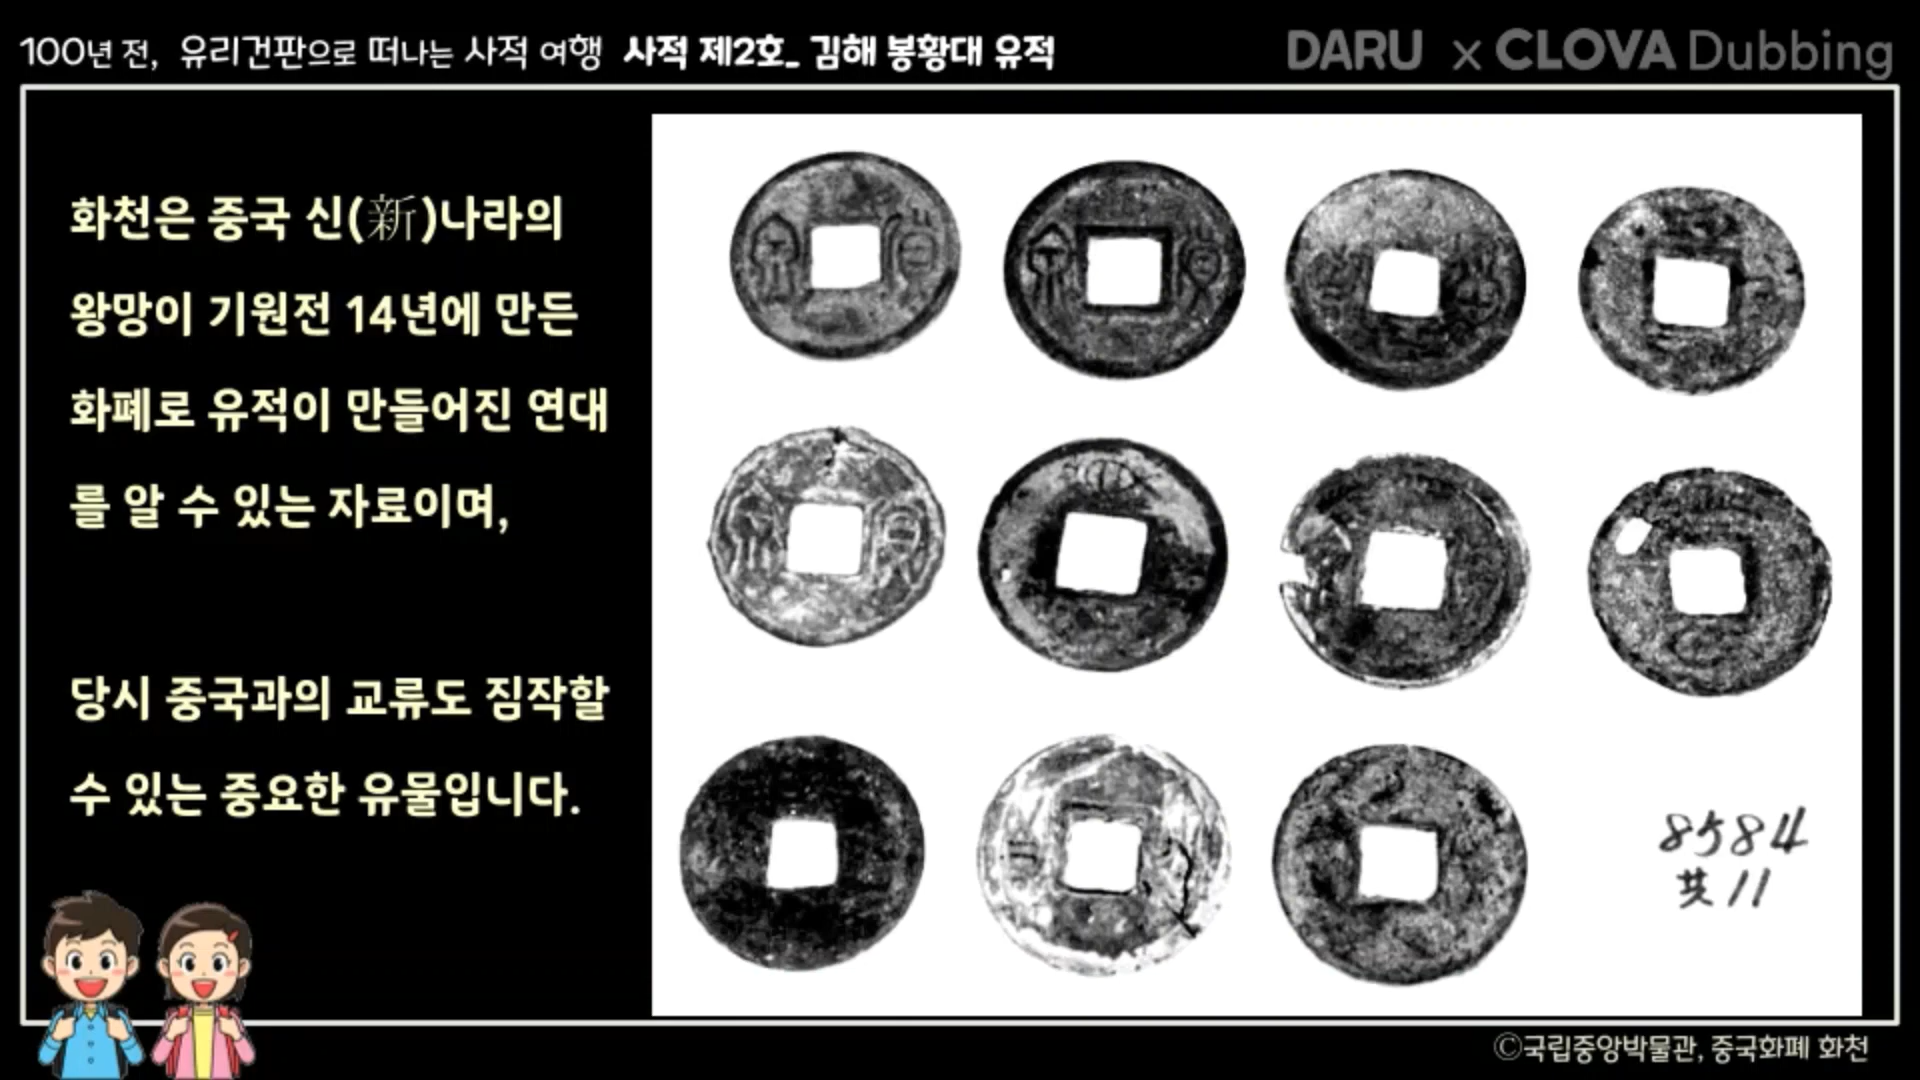 100년 전, 유리건판으로 떠나는 사적 여행 사적 제2호_ 김해 봉황대 유적
DARU x CLOVA Dubbing
화천은 중국 신(新)나라의
왕망이 기원전 14년에 만든
화폐로 유적이 만들어진 연대
를 알 수 있는 자료이며,
당시 중국과의 교류도 짐작할
수 있는 중요한 유물입니다.
8584
共 11
©국립중앙박물관, 중국화폐 화천